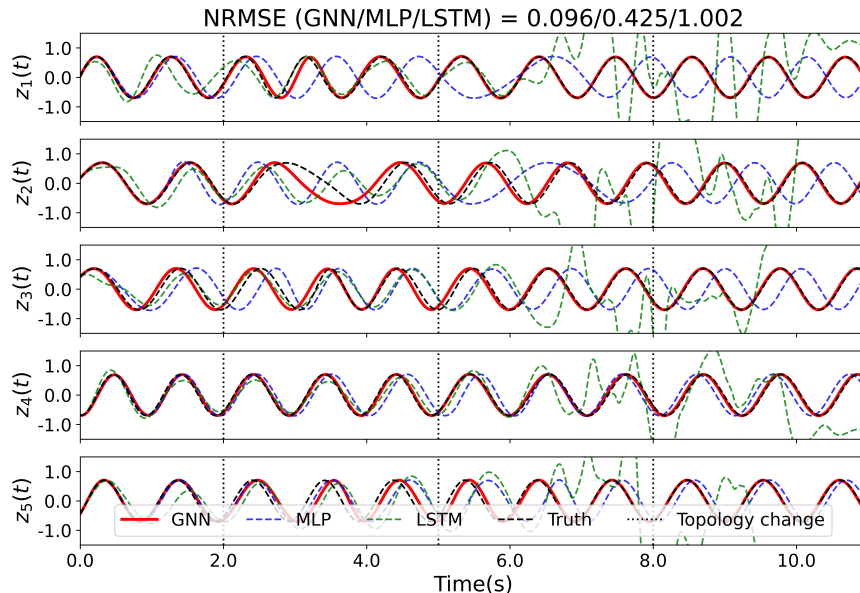 NRMSE (GNN/MLP/LSTM) = 0.096/0.425/1.002
1.0
0.0
-1.0
z1(t)
1.0
0.0
-1.0
z2(t)
1.0
0.0
-1.0
z3(t)
1.0
0.0
-1.0
z4(t)
1.0
0.0
-1.0
z5(t)
GNN MLP LSTM Truth Topology change
0.0 2.0 4.0 6.0 8.0 10.0
Time(s)